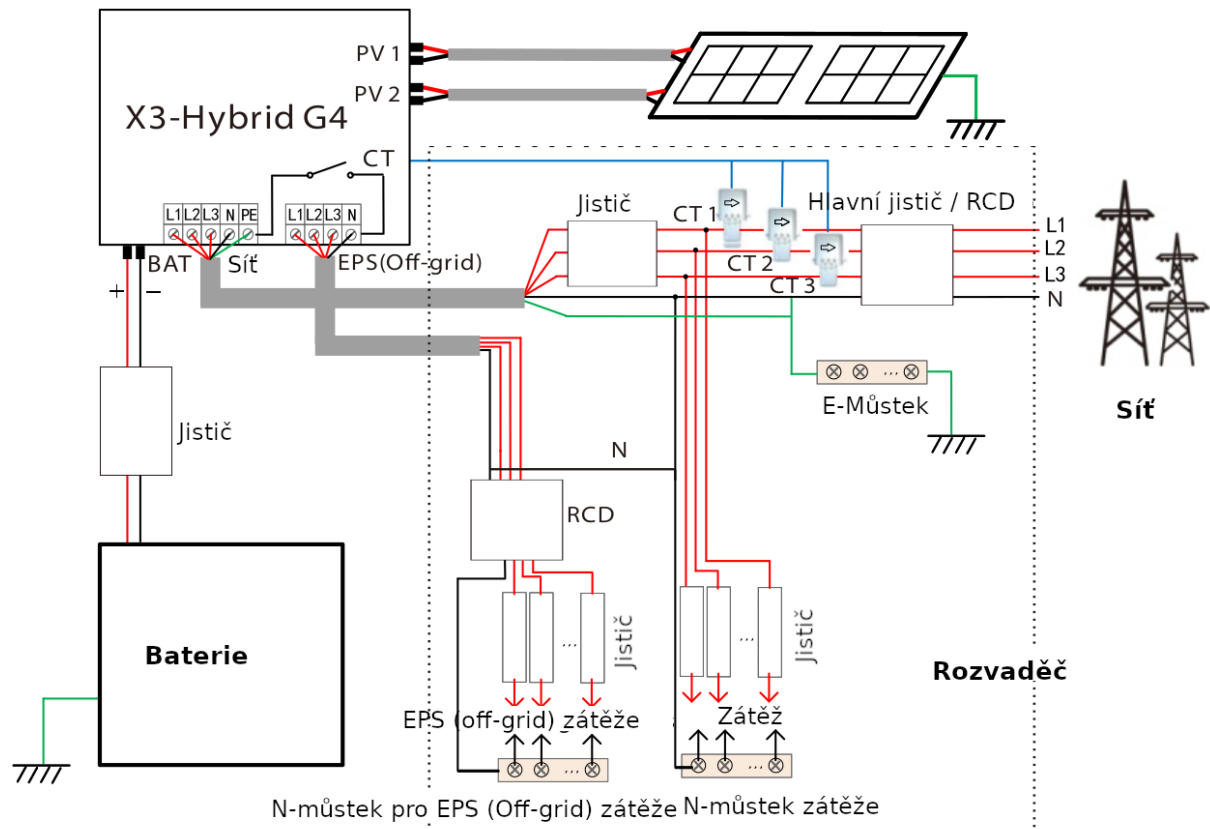 PV 1
PV 2
X3-Hybrid G4
CT
L1 L2 L3 N PE
L1 L2 L3 N
BAT
Síť
EPS(Off-grid)
+
−
Jistič
CT 1
CT 2
CT 3
Hlavní jistič / RCD
L1
L2
L3
N
E-Můstek
...
Síť
Jistič
N
RCD
Baterie
...
Jistič
...
Jistič
Rozvaděč
EPS (off-grid) zátěže
Zátěž
...
...
N-můstek pro EPS (Off-grid) zátěže
N-můstek zátěže